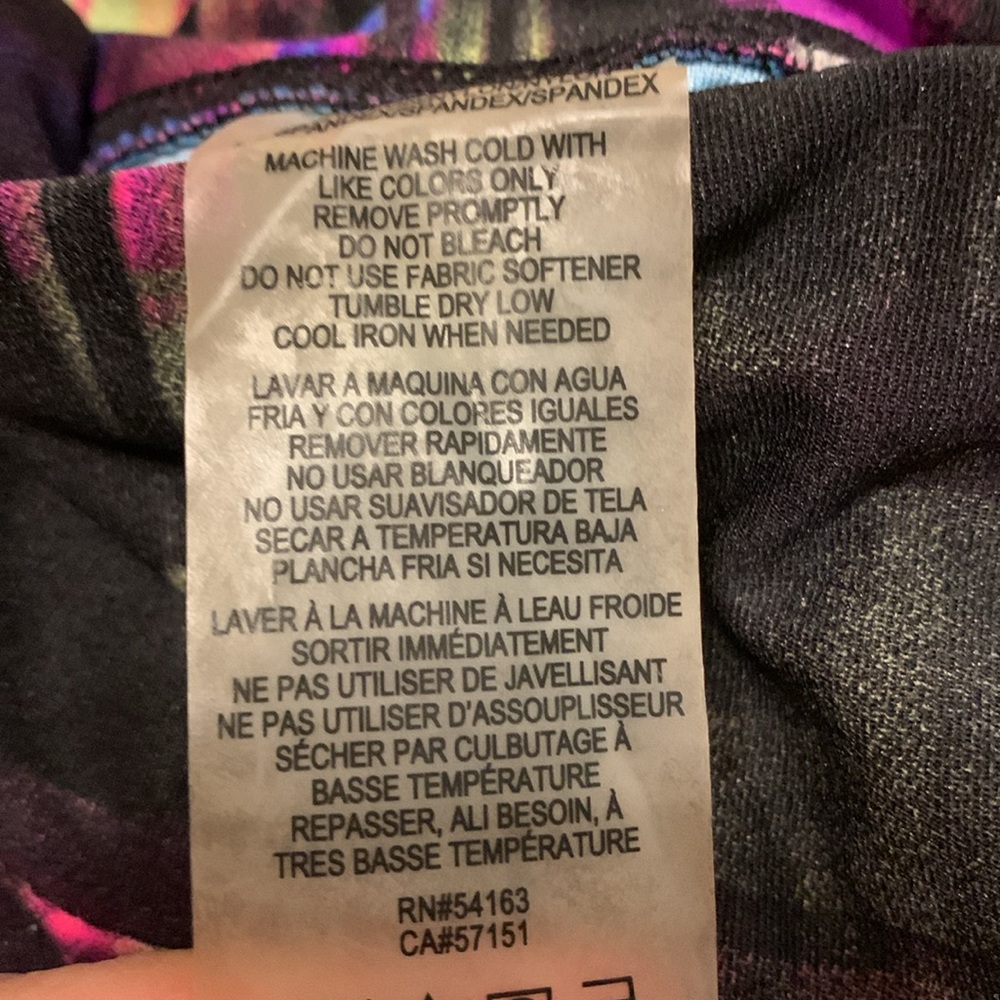 SPANDEX/SPANDEX/SPANDEX
MACHINE WASH COLD WITH
LIKE COLORS ONLY
REMOVE PROMPTLY
DO NOT BLEACH
DO NOT USE FABRIC SOFTENER
TUMBLE DRY LOW
COOL IRON WHEN NEEDED
LAVAR A MAQUINA CON AGUA
FRIA Y CON COLORES IGUALES
REMOVER RAPIDAMENTE
NO USAR BLANQUEADOR
NO USAR SUAVISADOR DE TELA
SECAR A TEMPERATURA BAJA
PLANCHA FRIA SI NECESITA
LAVER À LA MACHINE À LEAU FROIDE
SORTIR IMMÉDIATEMENT
NE PAS UTILISER DE JAVELLISANT
NE PAS UTILISER D'ASSOUPLISSEUR
SÉCHER PAR CULBUTAGE À
BASSE TEMPÉRATURE
REPASSER, ALI BESOIN, À
TRES BASSE TEMPÉRATURE
RN#54163
CA#57151